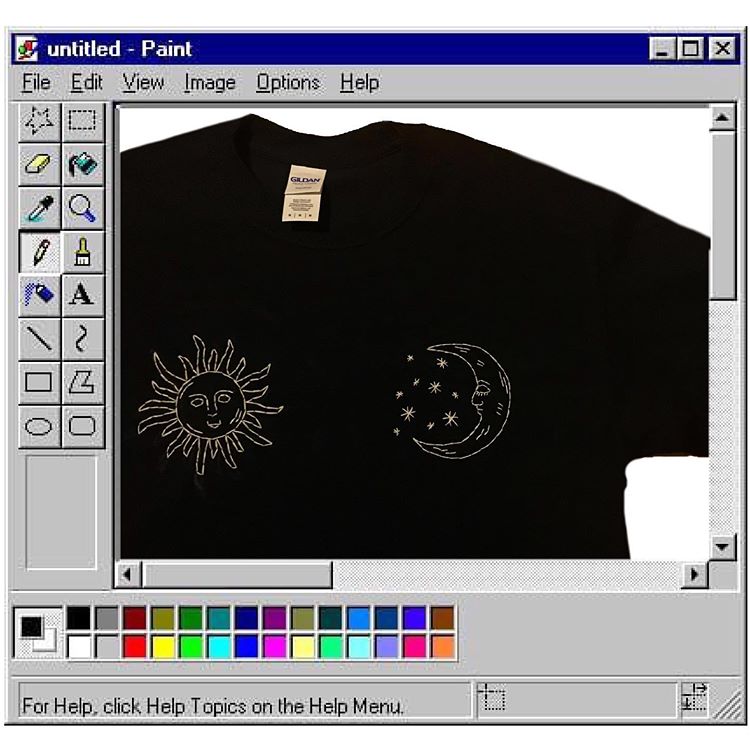 untitled - Paint
File Edit View Image Options Help
GILDAN
A
For Help, click Help Topics on the Help Menu.